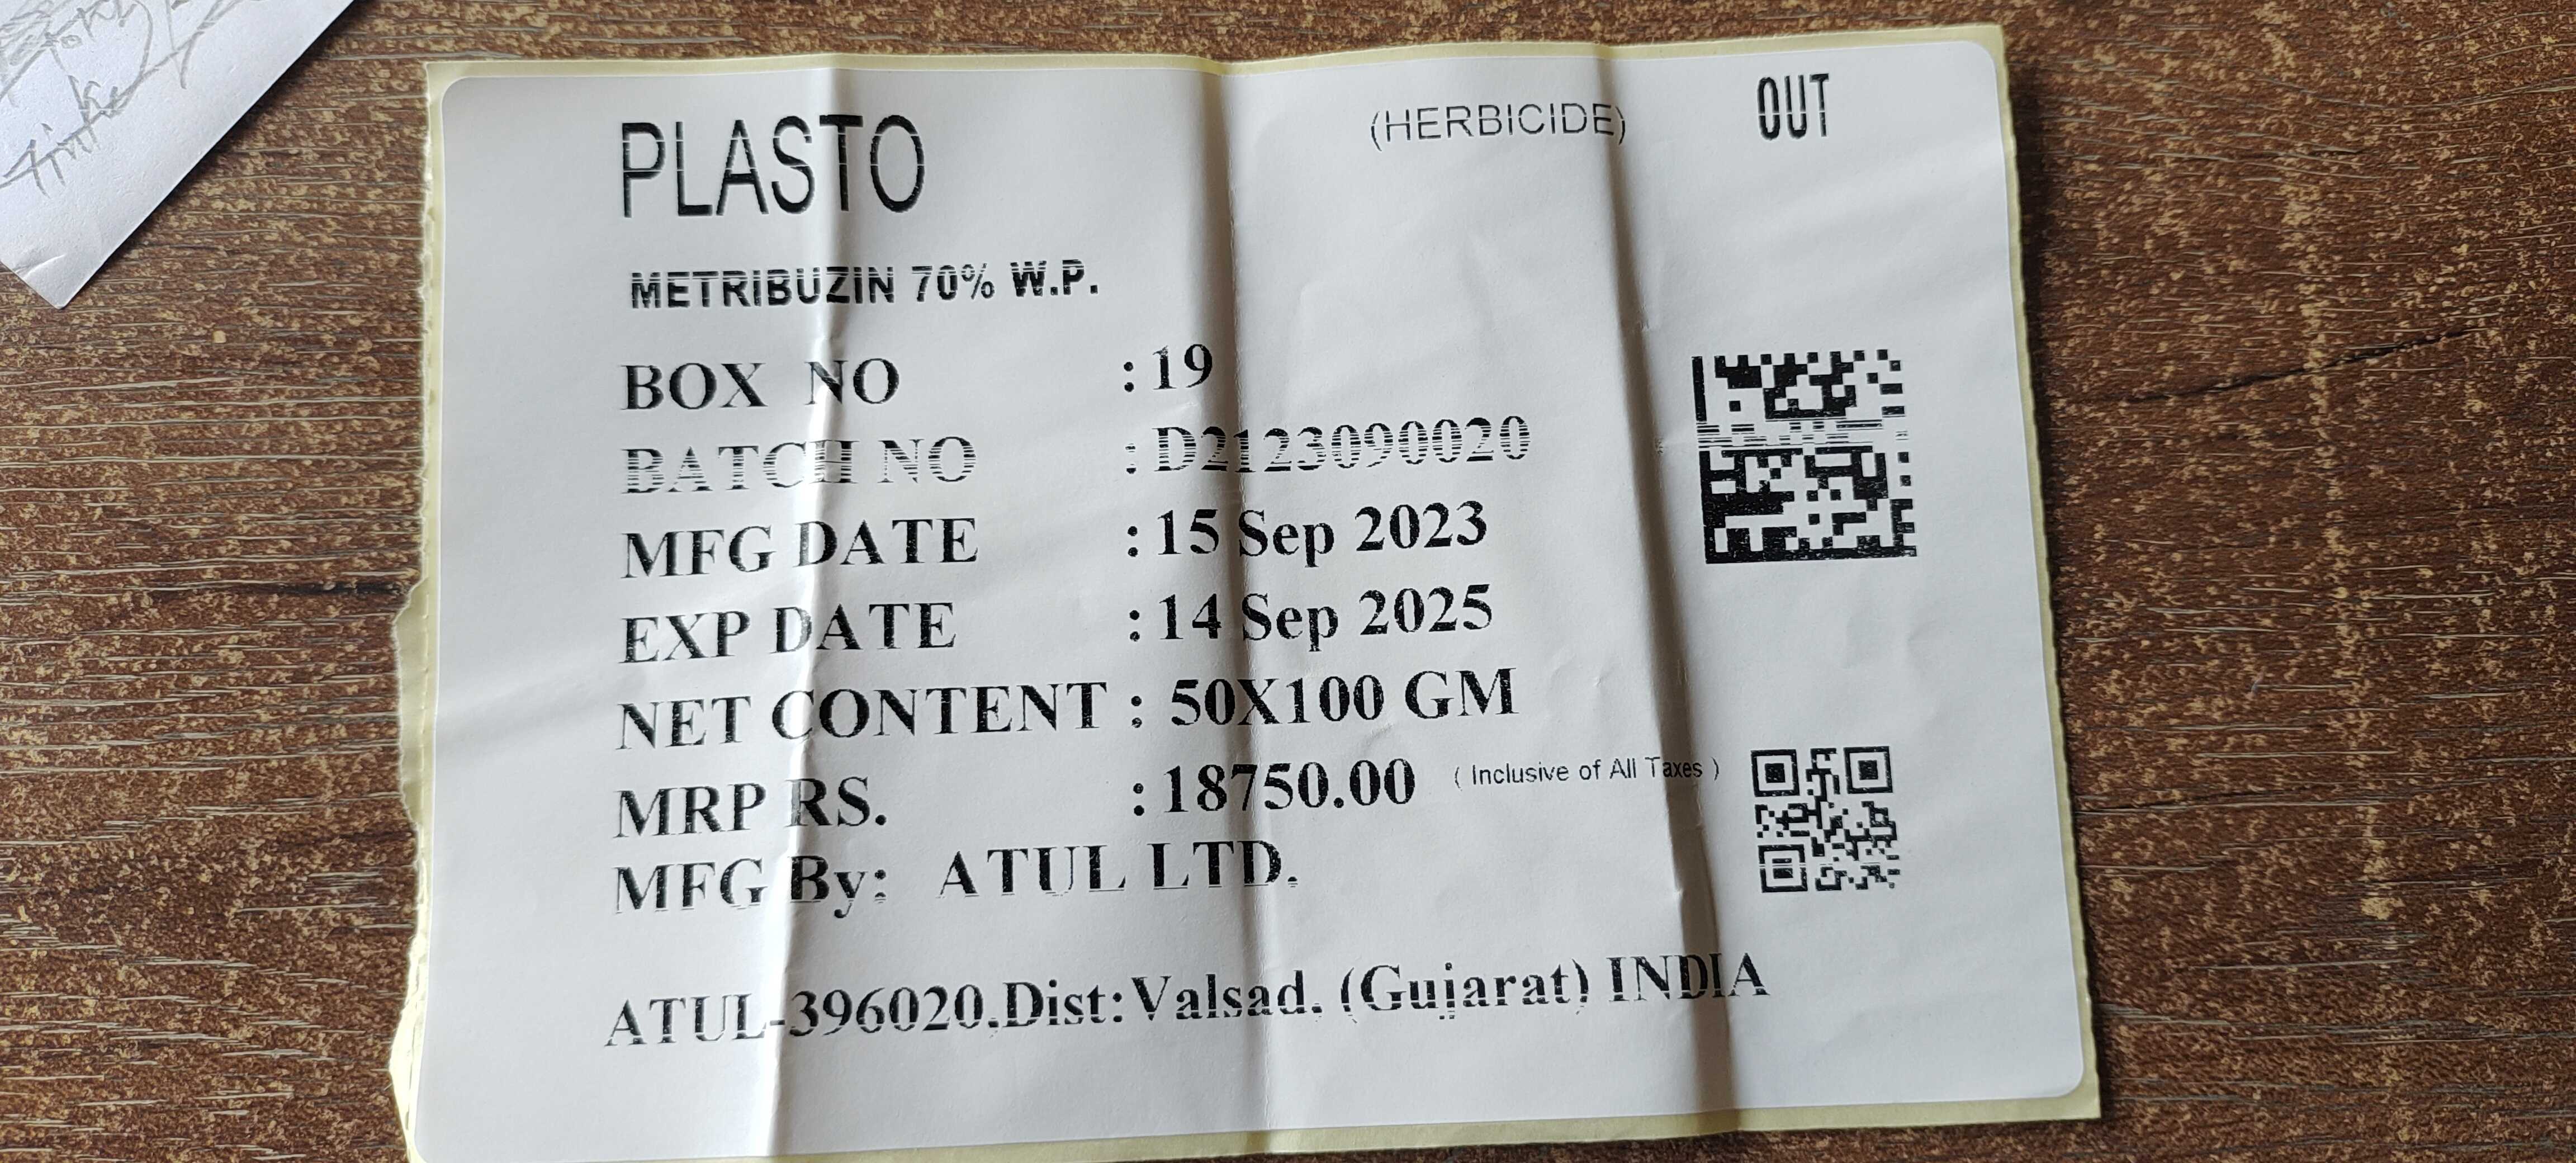 PLASTO (HERBICIDE) OUT
METRIBUZIN 70% W.P.
BOX NO : 19
BATCH NO : D2123090020
MFG DATE : 15 Sep 2023
EXP DATE : 14 Sep 2025
NET CONTENT : 50X100 GM
MRP RS. : 18750.00 ( Inclusive of All Taxes )
MFG By: ATUL LTD.
ATUL-396020.Dist:Valsad. (Gujarat) INDIA